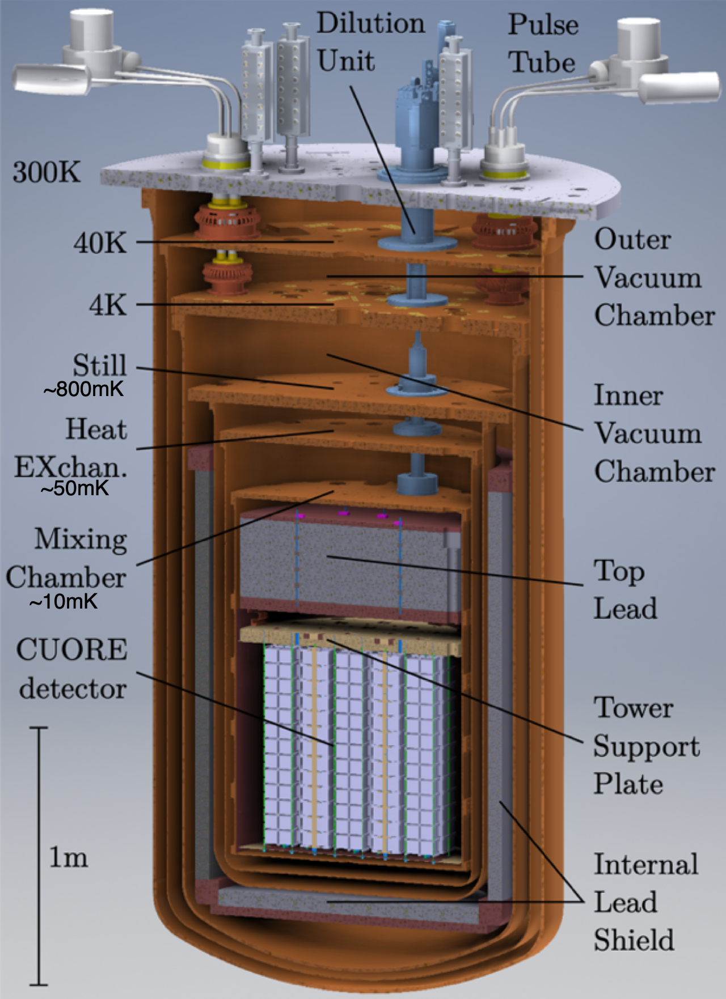 Dilution
Unit
Pulse
Tube
300K
40K
4K
Still
~800mK
Heat
EXchan.
~50mK
Mixing
Chamber
~10mK
CUORE
detector
1m
Outer
Vacuum
Chamber
Inner
Vacuum
Chamber
Top
Lead
Tower
Support
Plate
Internal
Lead
Shield